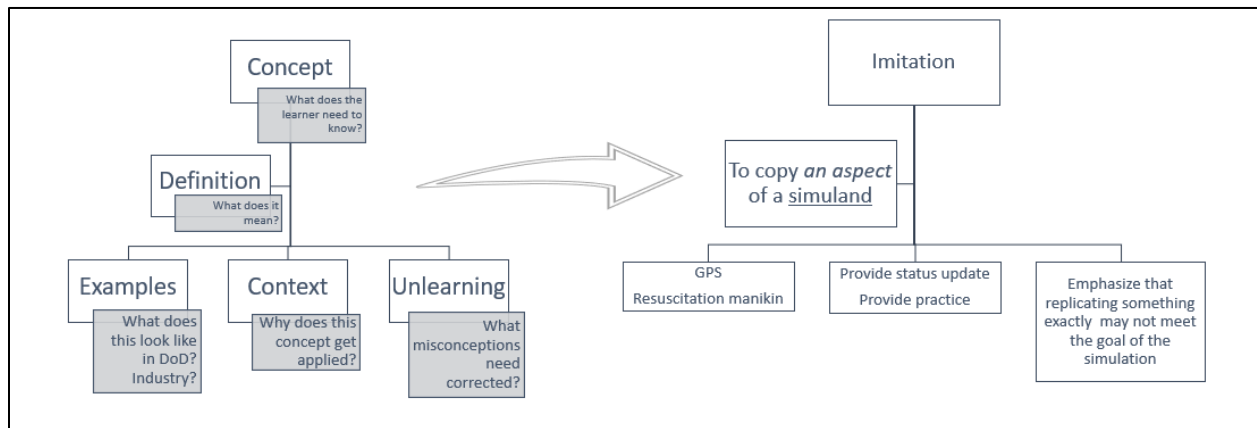 Concept
What does the
learner need to
know?
Definition
What does it
mean?
Examples
What does
this look like
in DoD?
Industry?
Context
Why does this
concept get
applied?
Unlearning
What
misconceptions
need
corrected?
Imitation
To copy an aspect
of a simuland
GPS
Resuscitation manikin
Provide status update
Provide practice
Emphasize that
replicating something
exactly may not meet
the goal of the
simulation